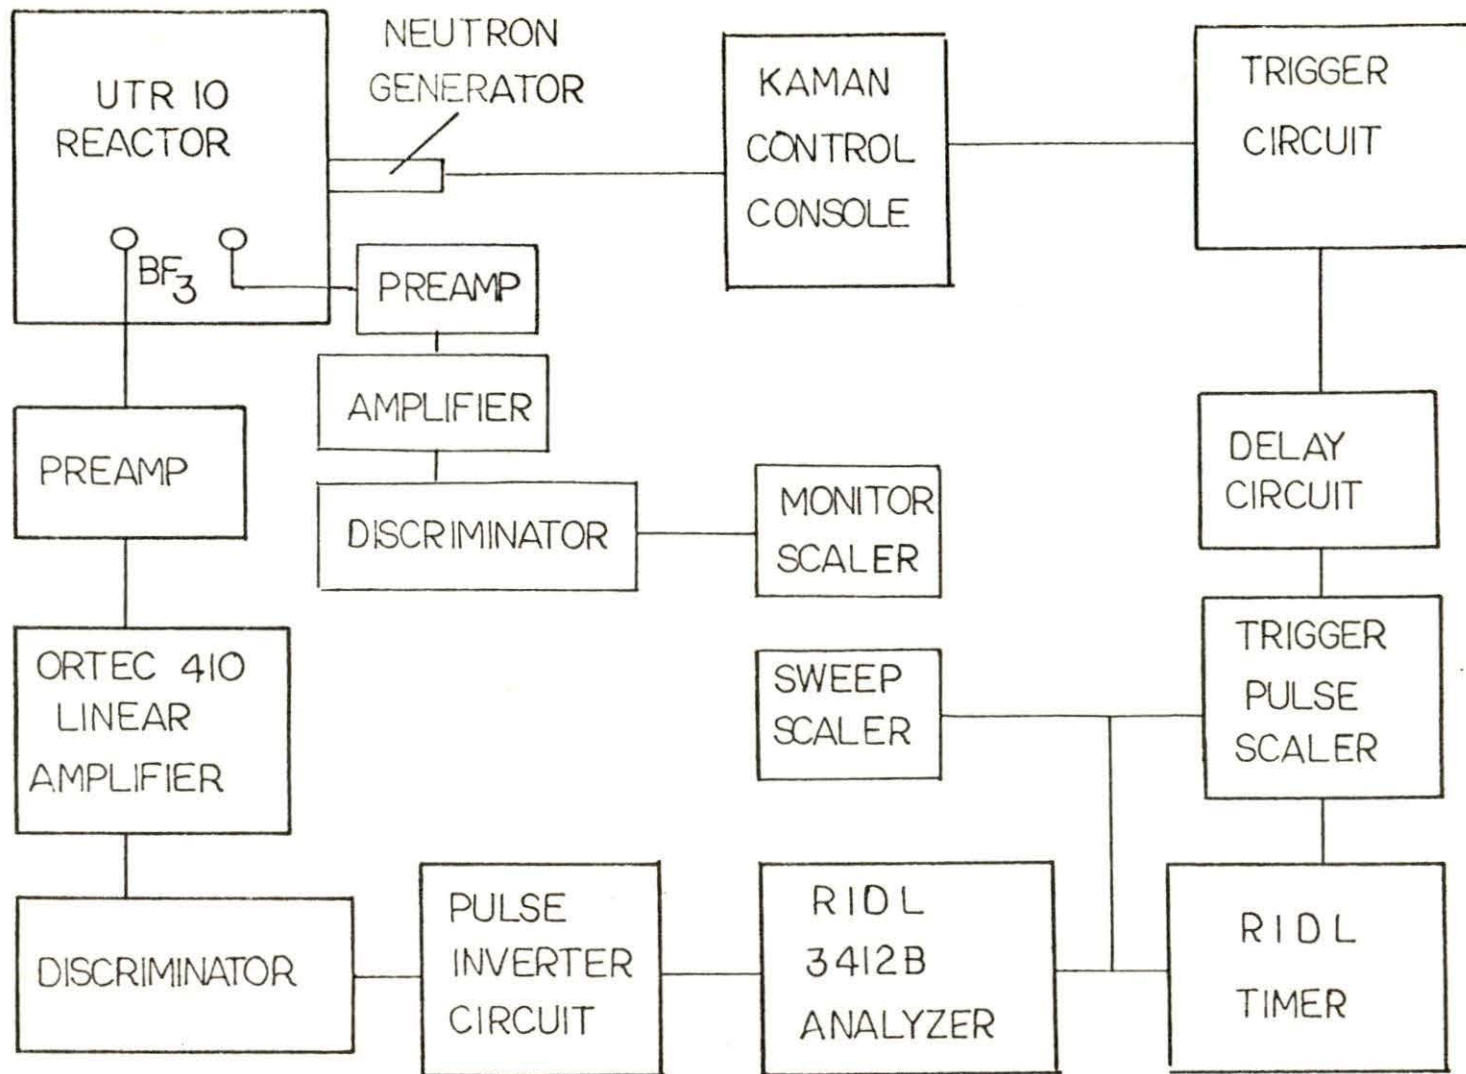 UTR 10
REACTOR
BF3
NEUTRON
GENERATOR
KAMAN
CONTROL
CONSOLE
TRIGGER
CIRCUIT
PREAMP
AMPLIFIER
DISCRIMINATOR
MONITOR
SCALER
DELAY
CIRCUIT
PREAMP
ORTEC 410
LINEAR
AMPLIFIER
SWEEP
SCALER
TRIGGER
PULSE
SCALER
DISCRIMINATOR
PULSE
INVERTER
CIRCUIT
RIDL
3412B
ANALYZER
RIDL
TIMER